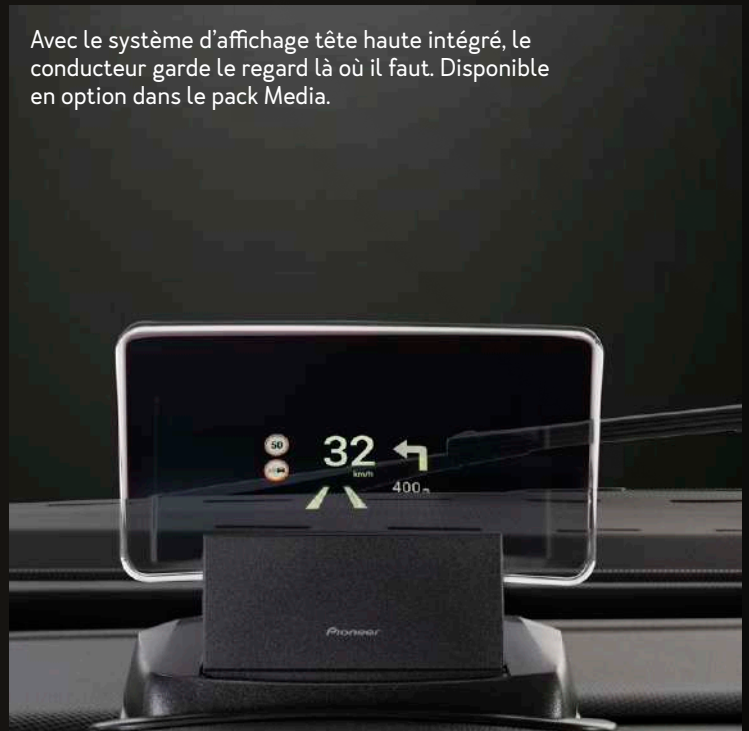 Avec le système d'affichage tête haute intégré, le
conducteur garde le regard là où il faut. Disponible
en option dans le pack Media.
50
32
km/h
400
Pioneer